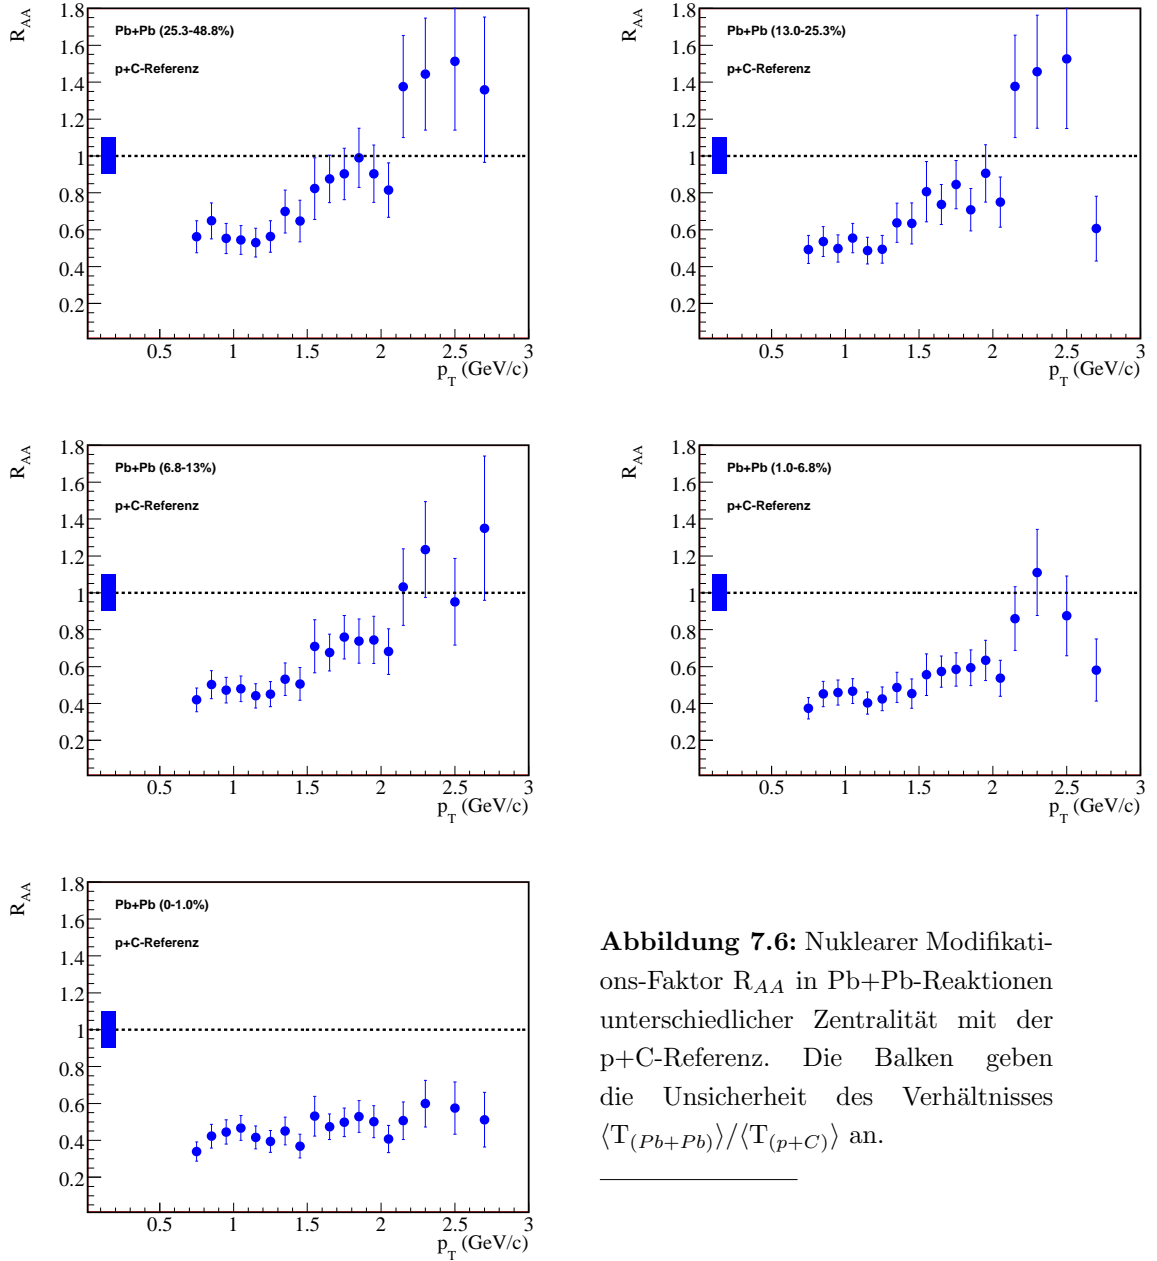 R_AA
Pb+Pb (25.3-48.8%)
p+C-Referenz
1.8
1.6
1.4
1.2
1
0.8
0.6
0.4
0.2
0.5 1 1.5 2 2.5 3
p_T (GeV/c)
R_AA
Pb+Pb (13.0-25.3%)
p+C-Referenz
1.8
1.6
1.4
1.2
1
0.8
0.6
0.4
0.2
0.5 1 1.5 2 2.5 3
p_T (GeV/c)
R_AA
Pb+Pb (6.8-13%)
p+C-Referenz
1.8
1.6
1.4
1.2
1
0.8
0.6
0.4
0.2
0.5 1 1.5 2 2.5 3
p_T (GeV/c)
R_AA
Pb+Pb (1.0-6.8%)
p+C-Referenz
1.8
1.6
1.4
1.2
1
0.8
0.6
0.4
0.2
0.5 1 1.5 2 2.5 3
p_T (GeV/c)
R_AA
Pb+Pb (0-1.0%)
p+C-Referenz
1.8
1.6
1.4
1.2
1
0.8
0.6
0.4
0.2
0.5 1 1.5 2 2.5 3
p_T (GeV/c)
Abbildung 7.6: Nuklearer Modifikati-
ons-Faktor R_AA in Pb+Pb-Reaktionen
unterschiedlicher Zentralität mit der
p+C-Referenz. Die Balken geben
die Unsicherheit des Verhältnisses
⟨T_(Pb+Pb)⟩/⟨T_(p+C)⟩ an.